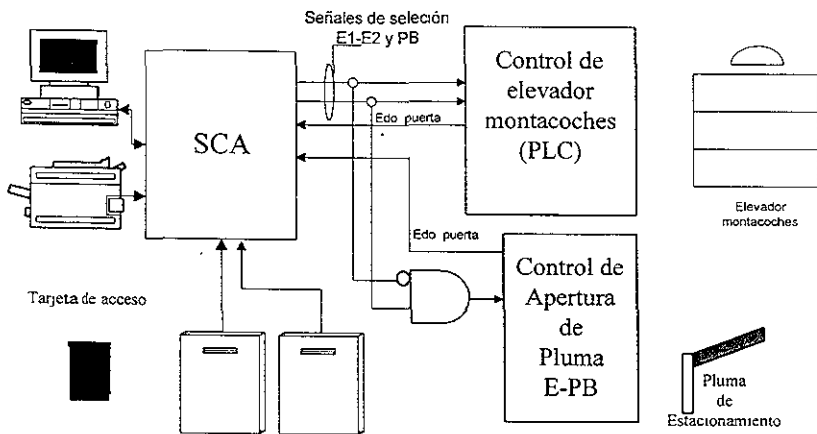 Señales de selección
E1-E2 y PB
SCA
Edo puerta
Control de
elevador
montacoches
(PLC)
Elevador
montacoches
Edo puerta
Control de
Apertura
de
Pluma
E-PB
Tarjeta de acceso
Pluma
de
Estacionamiento